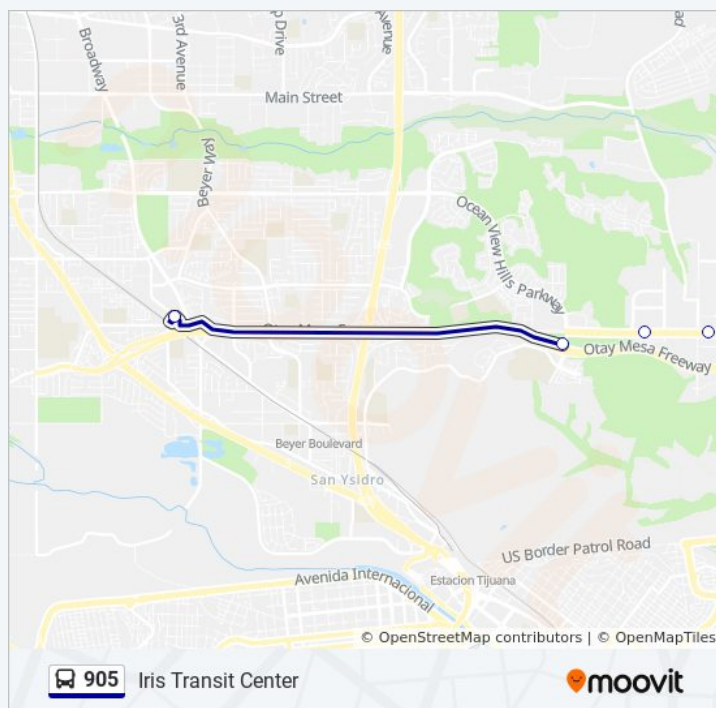 Broadway
3rd Avenue
p Drive
Avenue
ad
Main Street
Beyer Way
Ocean View Hills Parkway
Otay Mesa Freeway
Beyer Boulevard
San Ysidro
US Border Patrol Road
Avenida Internacional
Estacion Tijuana
© OpenStreetMap contributors | © OpenMapTiles
905 Iris Transit Center
moovit